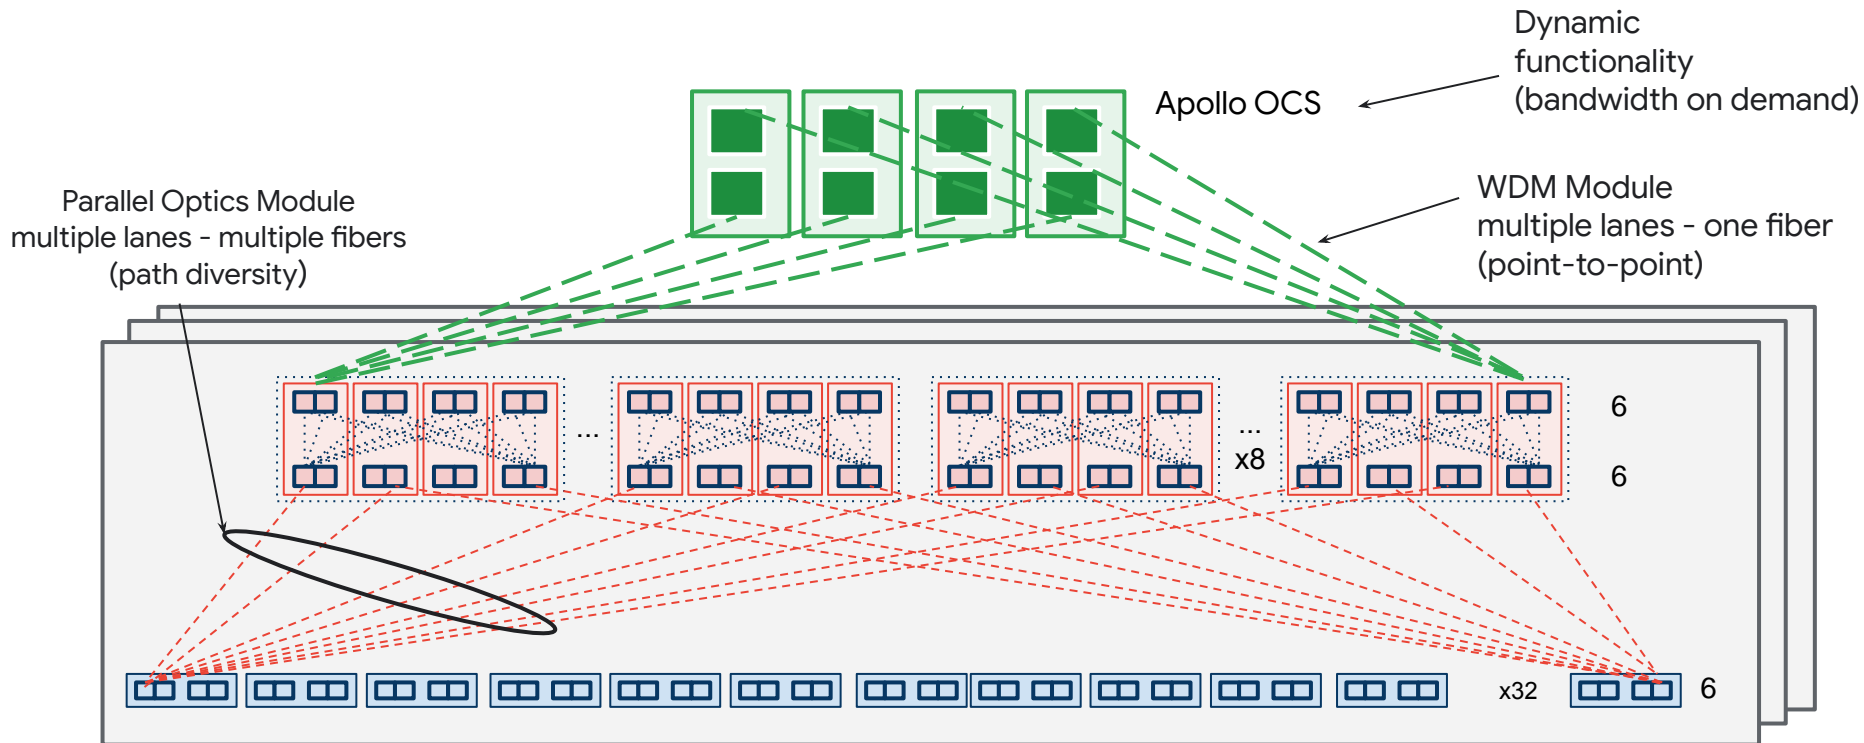 Dynamic
functionality
(bandwidth on demand)
Apollo OCS
WDM Module
multiple lanes - one fiber
(point-to-point)
Parallel Optics Module
multiple lanes - multiple fibers
(path diversity)
6
...
...
x8
6
x32
6